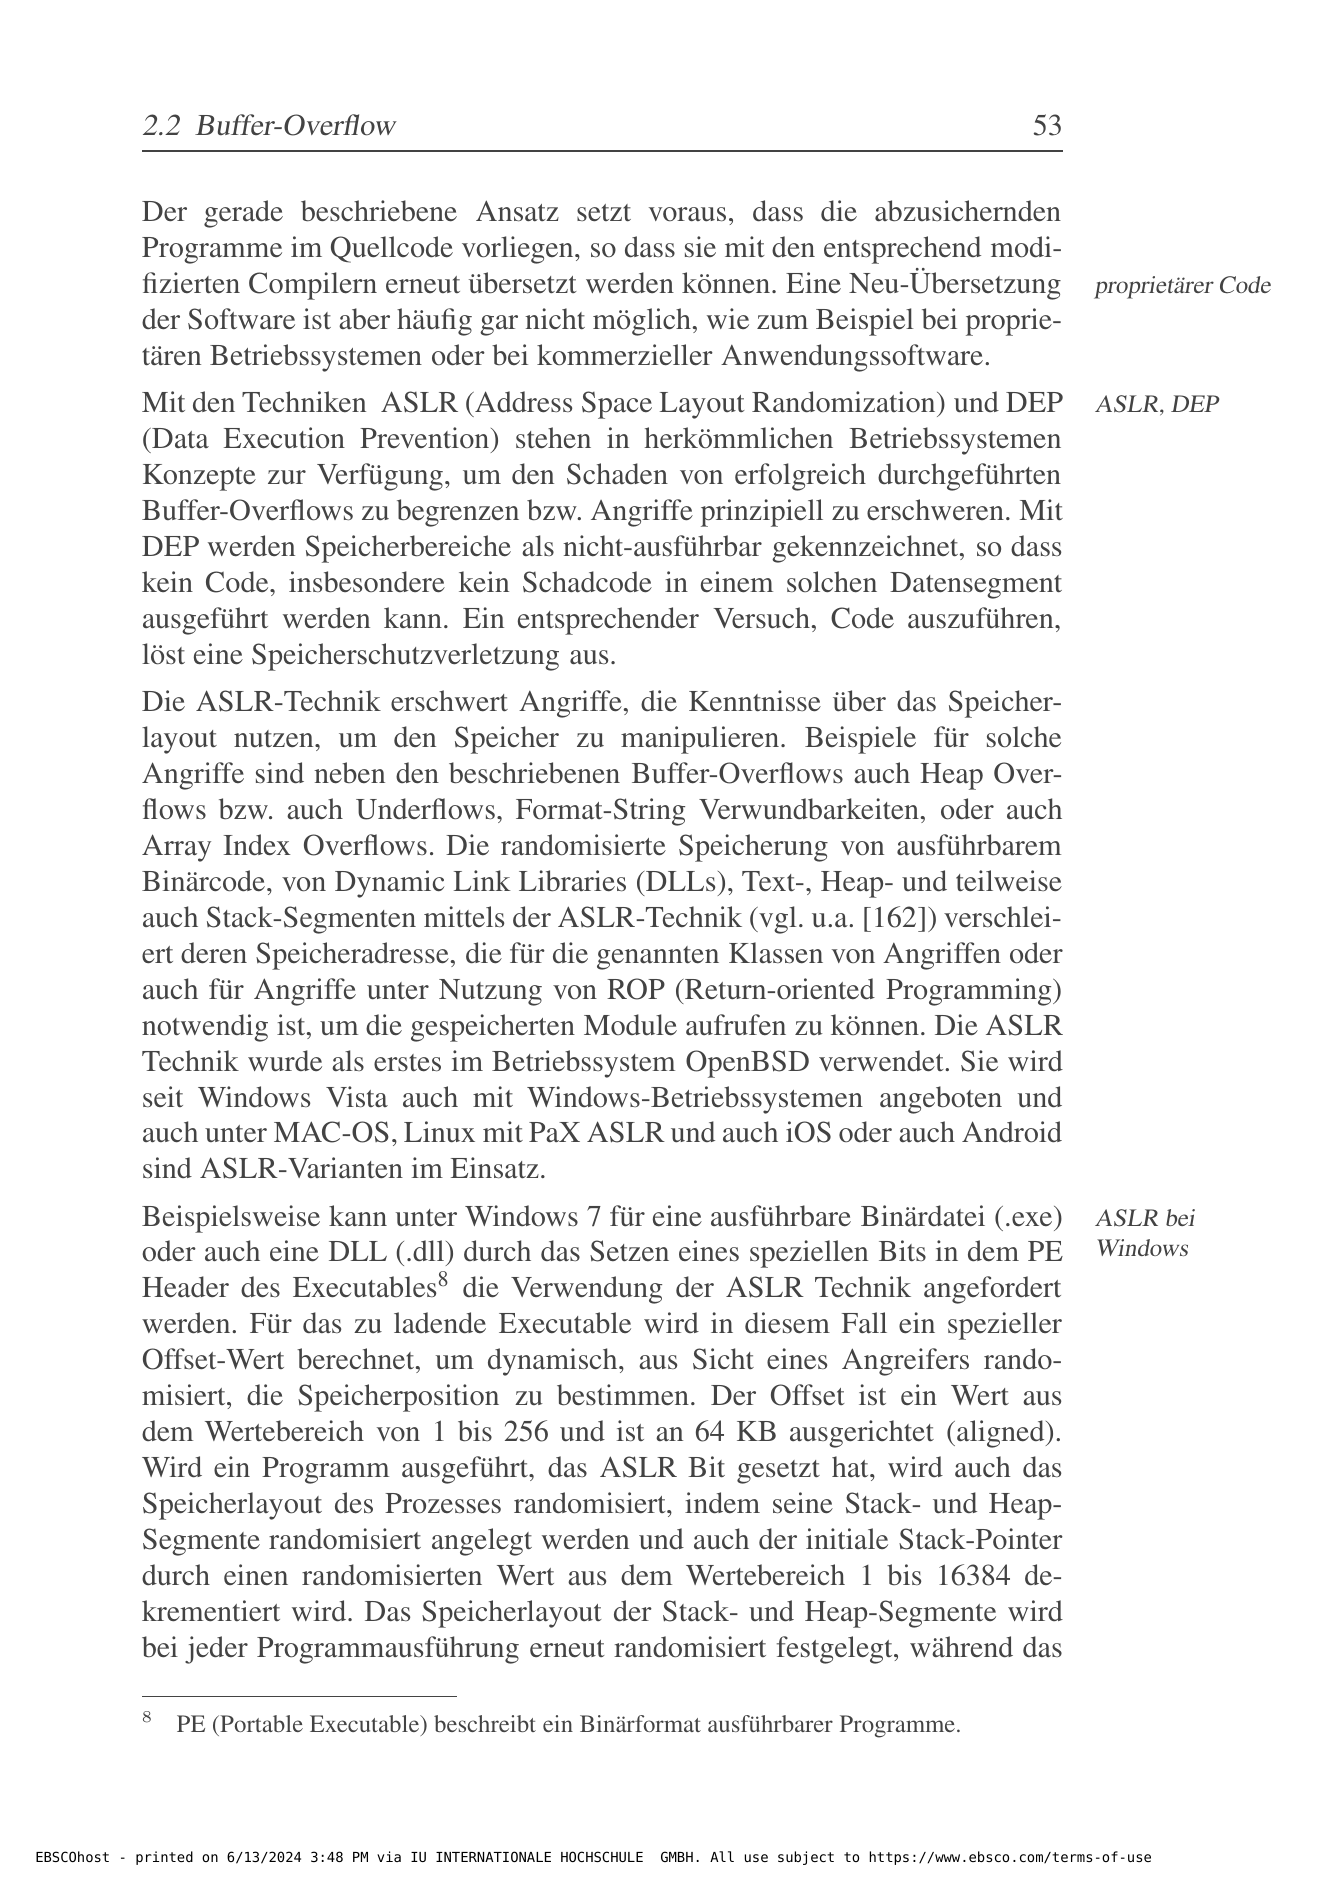 2.2 Buffer-Overflow 53
Der gerade beschriebene Ansatz setzt voraus, dass die abzusichernden
Programme im Quellcode vorliegen, so dass sie mit den entsprechend modi-
fizierten Compilern erneut übersetzt werden können. Eine Neu-Übersetzung
proprietärer Code
der Software ist aber häufig gar nicht möglich, wie zum Beispiel bei proprie-
tären Betriebssystemen oder bei kommerzieller Anwendungssoftware.
Mit den Techniken ASLR (Address Space Layout Randomization) und DEP
ASLR, DEP
(Data Execution Prevention) stehen in herkömmlichen Betriebssystemen
Konzepte zur Verfügung, um den Schaden von erfolgreich durchgeführten
Buffer-Overflows zu begrenzen bzw. Angriffe prinzipiell zu erschweren. Mit
DEP werden Speicherbereiche als nicht-ausführbar gekennzeichnet, so dass
kein Code, insbesondere kein Schadcode in einem solchen Datensegment
ausgeführt werden kann. Ein entsprechender Versuch, Code auszuführen,
löst eine Speicherschutzverletzung aus.
Die ASLR-Technik erschwert Angriffe, die Kenntnisse über das Speicher-
layout nutzen, um den Speicher zu manipulieren. Beispiele für solche
Angriffe sind neben den beschriebenen Buffer-Overflows auch Heap Over-
flows bzw. auch Underflows, Format-String Verwundbarkeiten, oder auch
Array Index Overflows. Die randomisierte Speicherung von ausführbarem
Binärcode, von Dynamic Link Libraries (DLLs), Text-, Heap- und teilweise
auch Stack-Segmenten mittels der ASLR-Technik (vgl. u.a. [162]) verschlei-
ert deren Speicheradresse, die für die genannten Klassen von Angriffen oder
auch für Angriffe unter Nutzung von ROP (Return-oriented Programming)
notwendig ist, um die gespeicherten Module aufrufen zu können. Die ASLR
Technik wurde als erstes im Betriebssystem OpenBSD verwendet. Sie wird
seit Windows Vista auch mit Windows-Betriebssystemen angeboten und
auch unter MAC-OS, Linux mit PaX ASLR und auch iOS oder auch Android
sind ASLR-Varianten im Einsatz.
Beispielsweise kann unter Windows 7 für eine ausführbare Binärdatei (.exe)
ASLR bei
Windows
oder auch eine DLL (.dll) durch das Setzen eines speziellen Bits in dem PE
Header des Executables8 die Verwendung der ASLR Technik angefordert
werden. Für das zu ladende Executable wird in diesem Fall ein spezieller
Offset-Wert berechnet, um dynamisch, aus Sicht eines Angreifers rando-
misiert, die Speicherposition zu bestimmen. Der Offset ist ein Wert aus
dem Wertebereich von 1 bis 256 und ist an 64 KB ausgerichtet (aligned).
Wird ein Programm ausgeführt, das ASLR Bit gesetzt hat, wird auch das
Speicherlayout des Prozesses randomisiert, indem seine Stack- und Heap-
Segmente randomisiert angelegt werden und auch der initiale Stack-Pointer
durch einen randomisierten Wert aus dem Wertebereich 1 bis 16384 de-
krementiert wird. Das Speicherlayout der Stack- und Heap-Segmente wird
bei jeder Programmausführung erneut randomisiert festgelegt, während das
8 PE (Portable Executable) beschreibt ein Binärformat ausführbarer Programme.
EBSCOhost - printed on 6/13/2024 3:48 PM via IU INTERNATIONALE HOCHSCHULE GMBH. All use subject to https://www.ebsco.com/terms-of-use